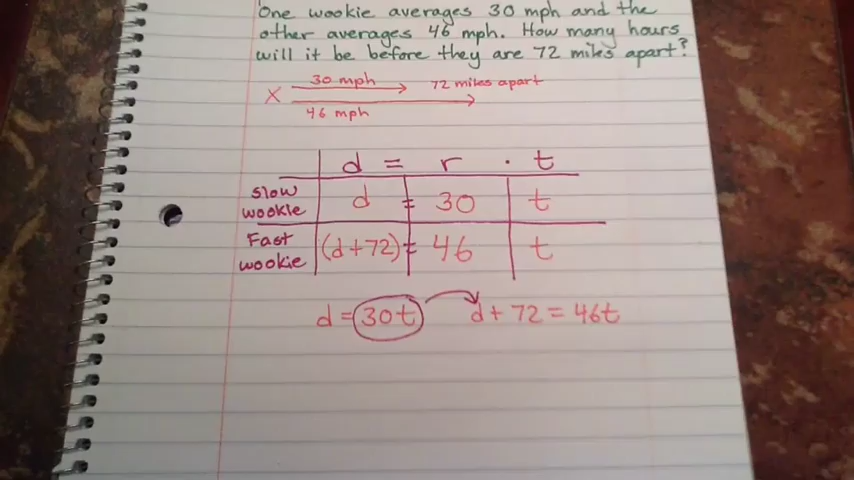 One wookie averages 30 mph and the
other averages 46 mph. How many hours
will it be before they are 72 miles apart?
30 mph 72 miles apart
X
46 mph
d = r · t
slow wookie d = 30 t
Fast wookie (d+72) = 46 t
d = 30t d + 72 = 46t